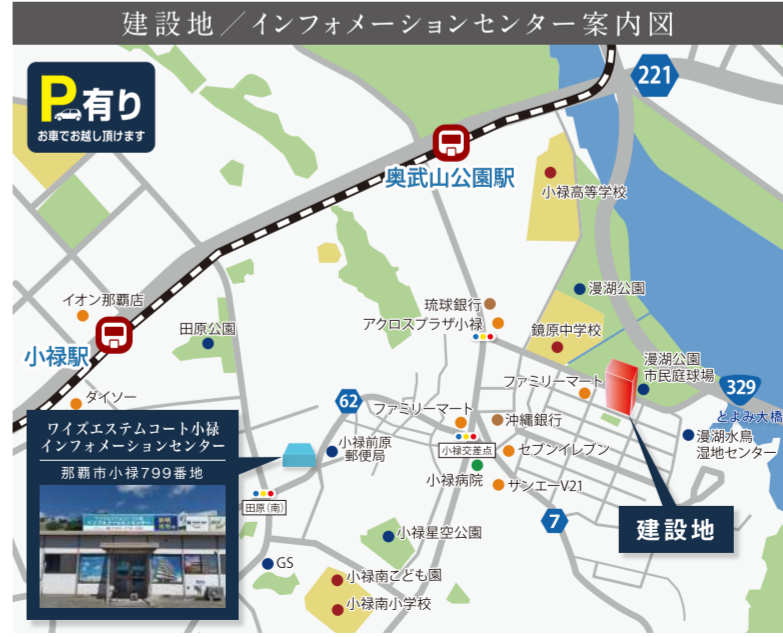 建設地／インフォメーションセンター案内図
P有り
お車でお越し頂けます
221
奥武山公園駅
小禄高等学校
漫湖公園
イオン那覇店
琉球銀行
アクロスプラザ小禄
田原公園
鏡原中学校
小禄駅
漫湖公園
市民庭球場
ダイソー
ファミリーマート
329
とよみ大橋
62
ファミリーマート
沖縄銀行
ワイズエステムコート小禄
インフォメーションセンター
那覇市小禄799番地
小禄前原
郵便局
小禄交差点
セブンイレブン
漫湖水鳥
湿地センター
小禄病院
サンエーV21
田原(南)
7
建設地
小禄星空公園
GS
小禄南こども園
小禄南小学校